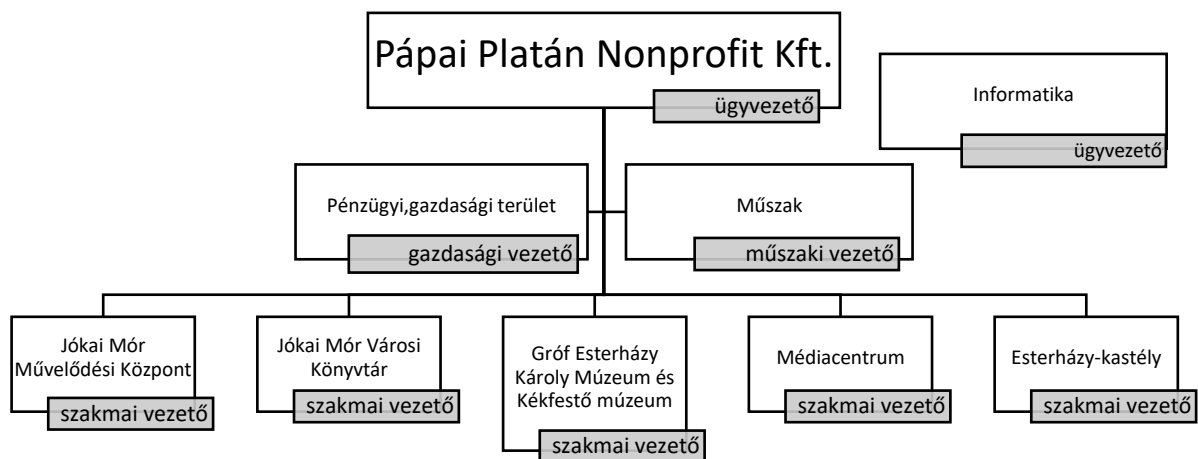 Pápai Platán Nonprofit Kft.
ügyvezető
Informatika
ügyvezető
Pénzügyi,gazdasági terület
gazdasági vezető
Műszak
műszaki vezető
Jókai Mór
Művelődési Központ
szakmai vezető
Jókai Mór Városi
Könyvtár
szakmai vezető
Gróf Esterházy
Károly Múzeum és
Kékfestő múzeum
szakmai vezető
Médiacentrum
szakmai vezető
Esterházy-kastély
szakmai vezető